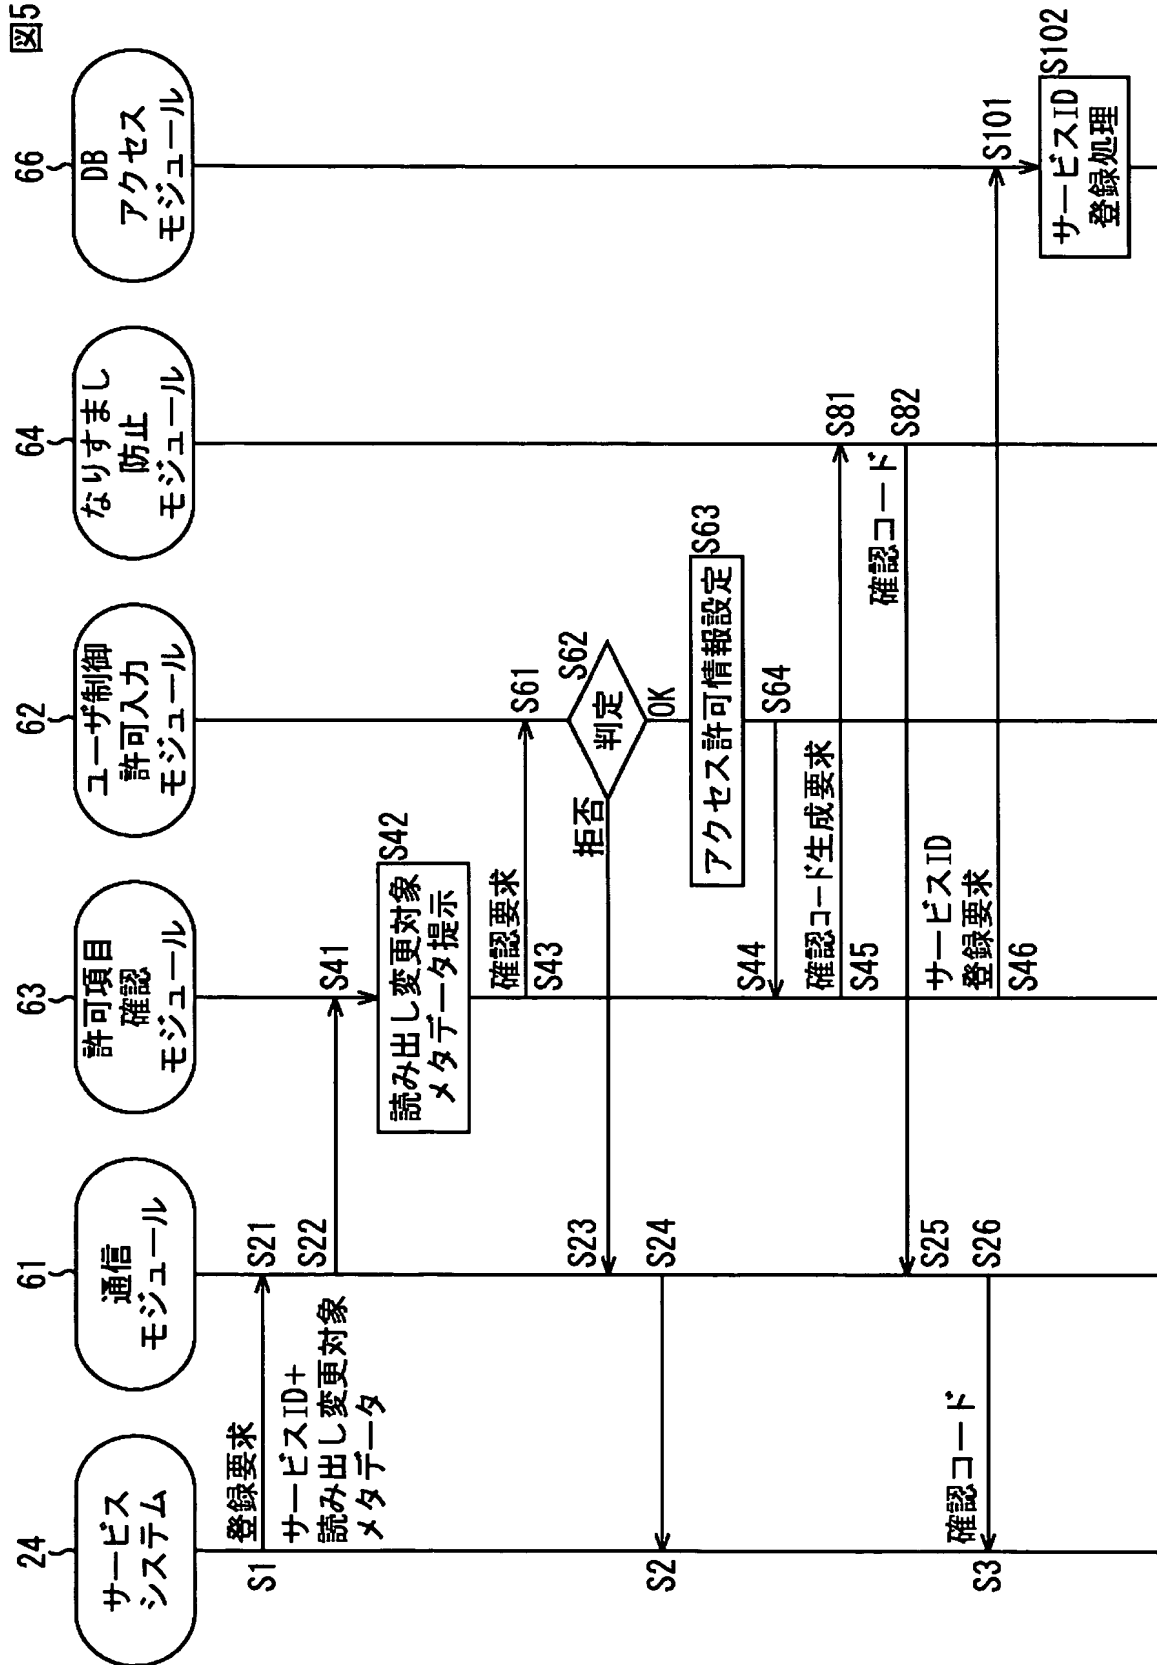 図5
24
サービス
システム
61
通信
モジュール
63
許可項目
確認
モジュール
62
ユーザ制御
許可入力
モジュール
64
なりすまし
防止
モジュール
66
DB
アクセス
モジュール
登録要求
S1
S21
サービスID+
読み出し変更対象
メタデータ
S22
S41
読み出し変更対象
メタデータ提示
S42
確認要求
S43
S61
判定
S62
拒否
OK
S23
S24
S2
アクセス許可情報設定
S63
S64
S44
確認コード生成要求
S45
S81
確認コード
S82
S25
サービスID
登録要求
S46
S101
確認コード
S26
S3
サービスID
登録処理
S102